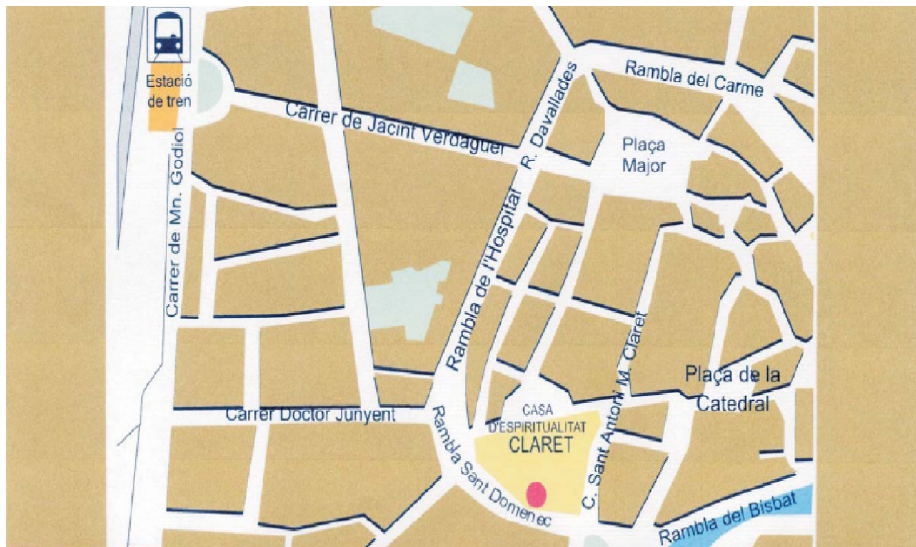 Estació
de tren
Carrer de Mn. Godiol
Carrer de Jacint Verdaguer
R. Davallades
Rambla del Carme
Plaça
Major
Rambla de l'Hospital
C. Sant Antoni M. Claret
Plaça de la
Catedral
Carrer Doctor Junyent
CASA
D'ESPIRITUALITAT
CLARET
Rambla Sant Domenec
Rambla del Bisbat